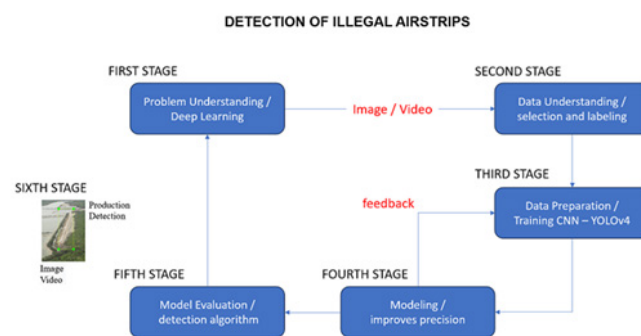 DETECTION OF ILLEGAL AIRSTRIPS
FIRST STAGE
Problem Understanding /
Deep Learning
Image / Video
SECOND STAGE
Data Understanding /
selection and labeling
THIRD STAGE
Data Preparation /
Training CNN – YOLOv4
feedback
FOURTH STAGE
Modeling /
improves precision
FIFTH STAGE
Model Evaluation /
detection algorithm
SIXTH STAGE
Production
Detection
Image
Video